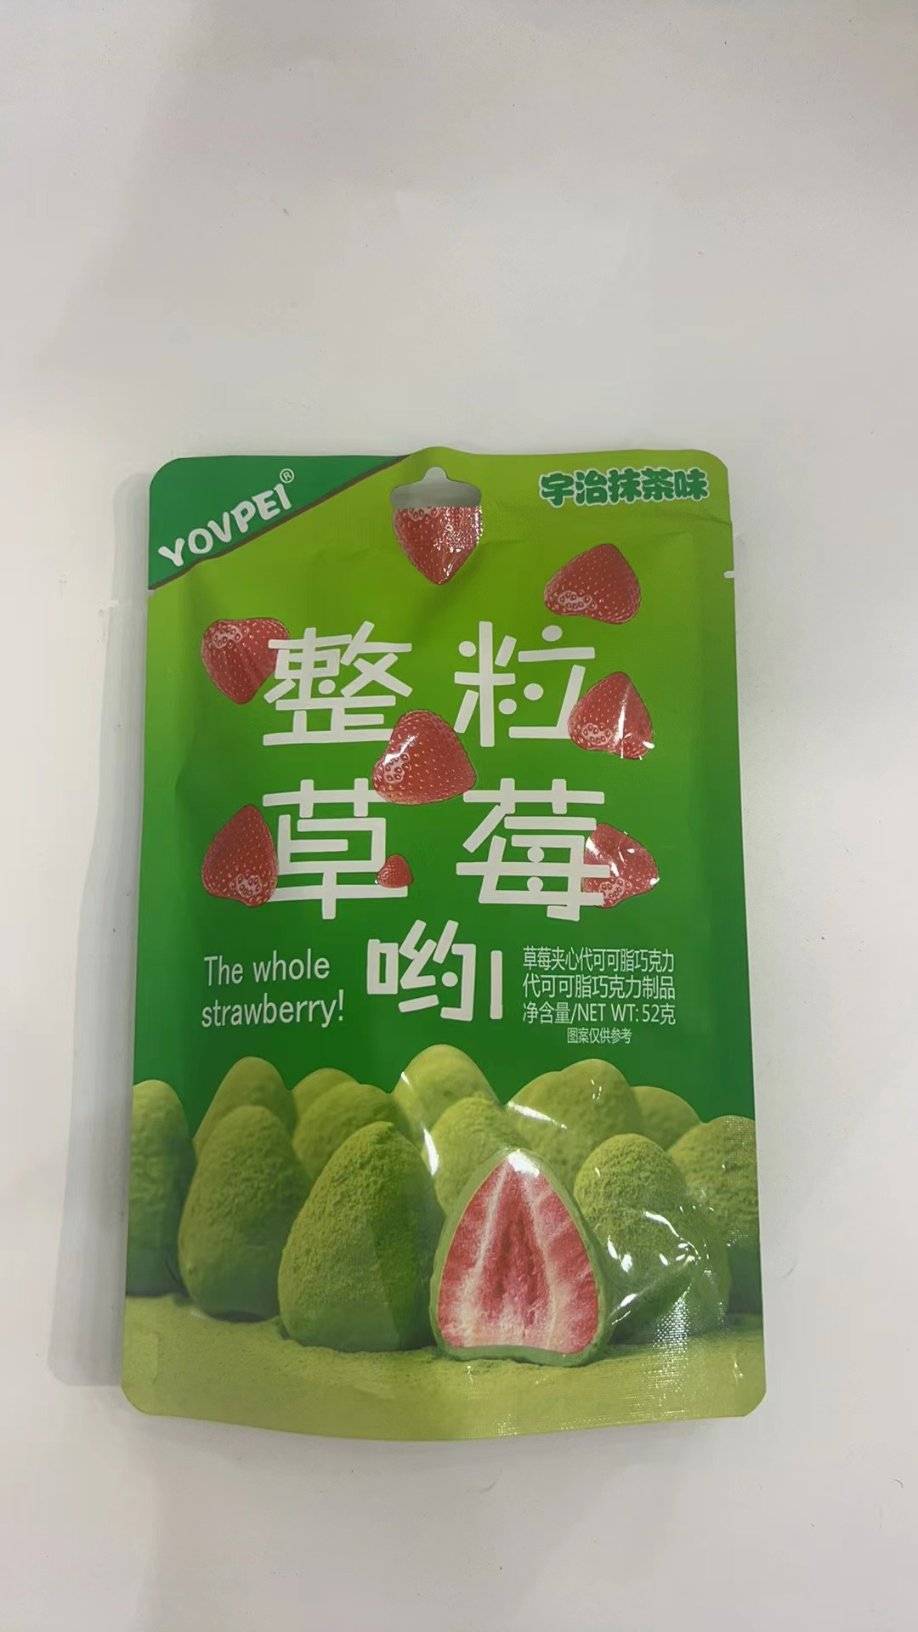 YOVPEI®
宇治抹茶味
整粒
草莓
哟!
The whole
strawberry!
草莓夹心代可可脂巧克力
代可可脂巧克力制品
净含量/NET WT: 52克
图案仅供参考